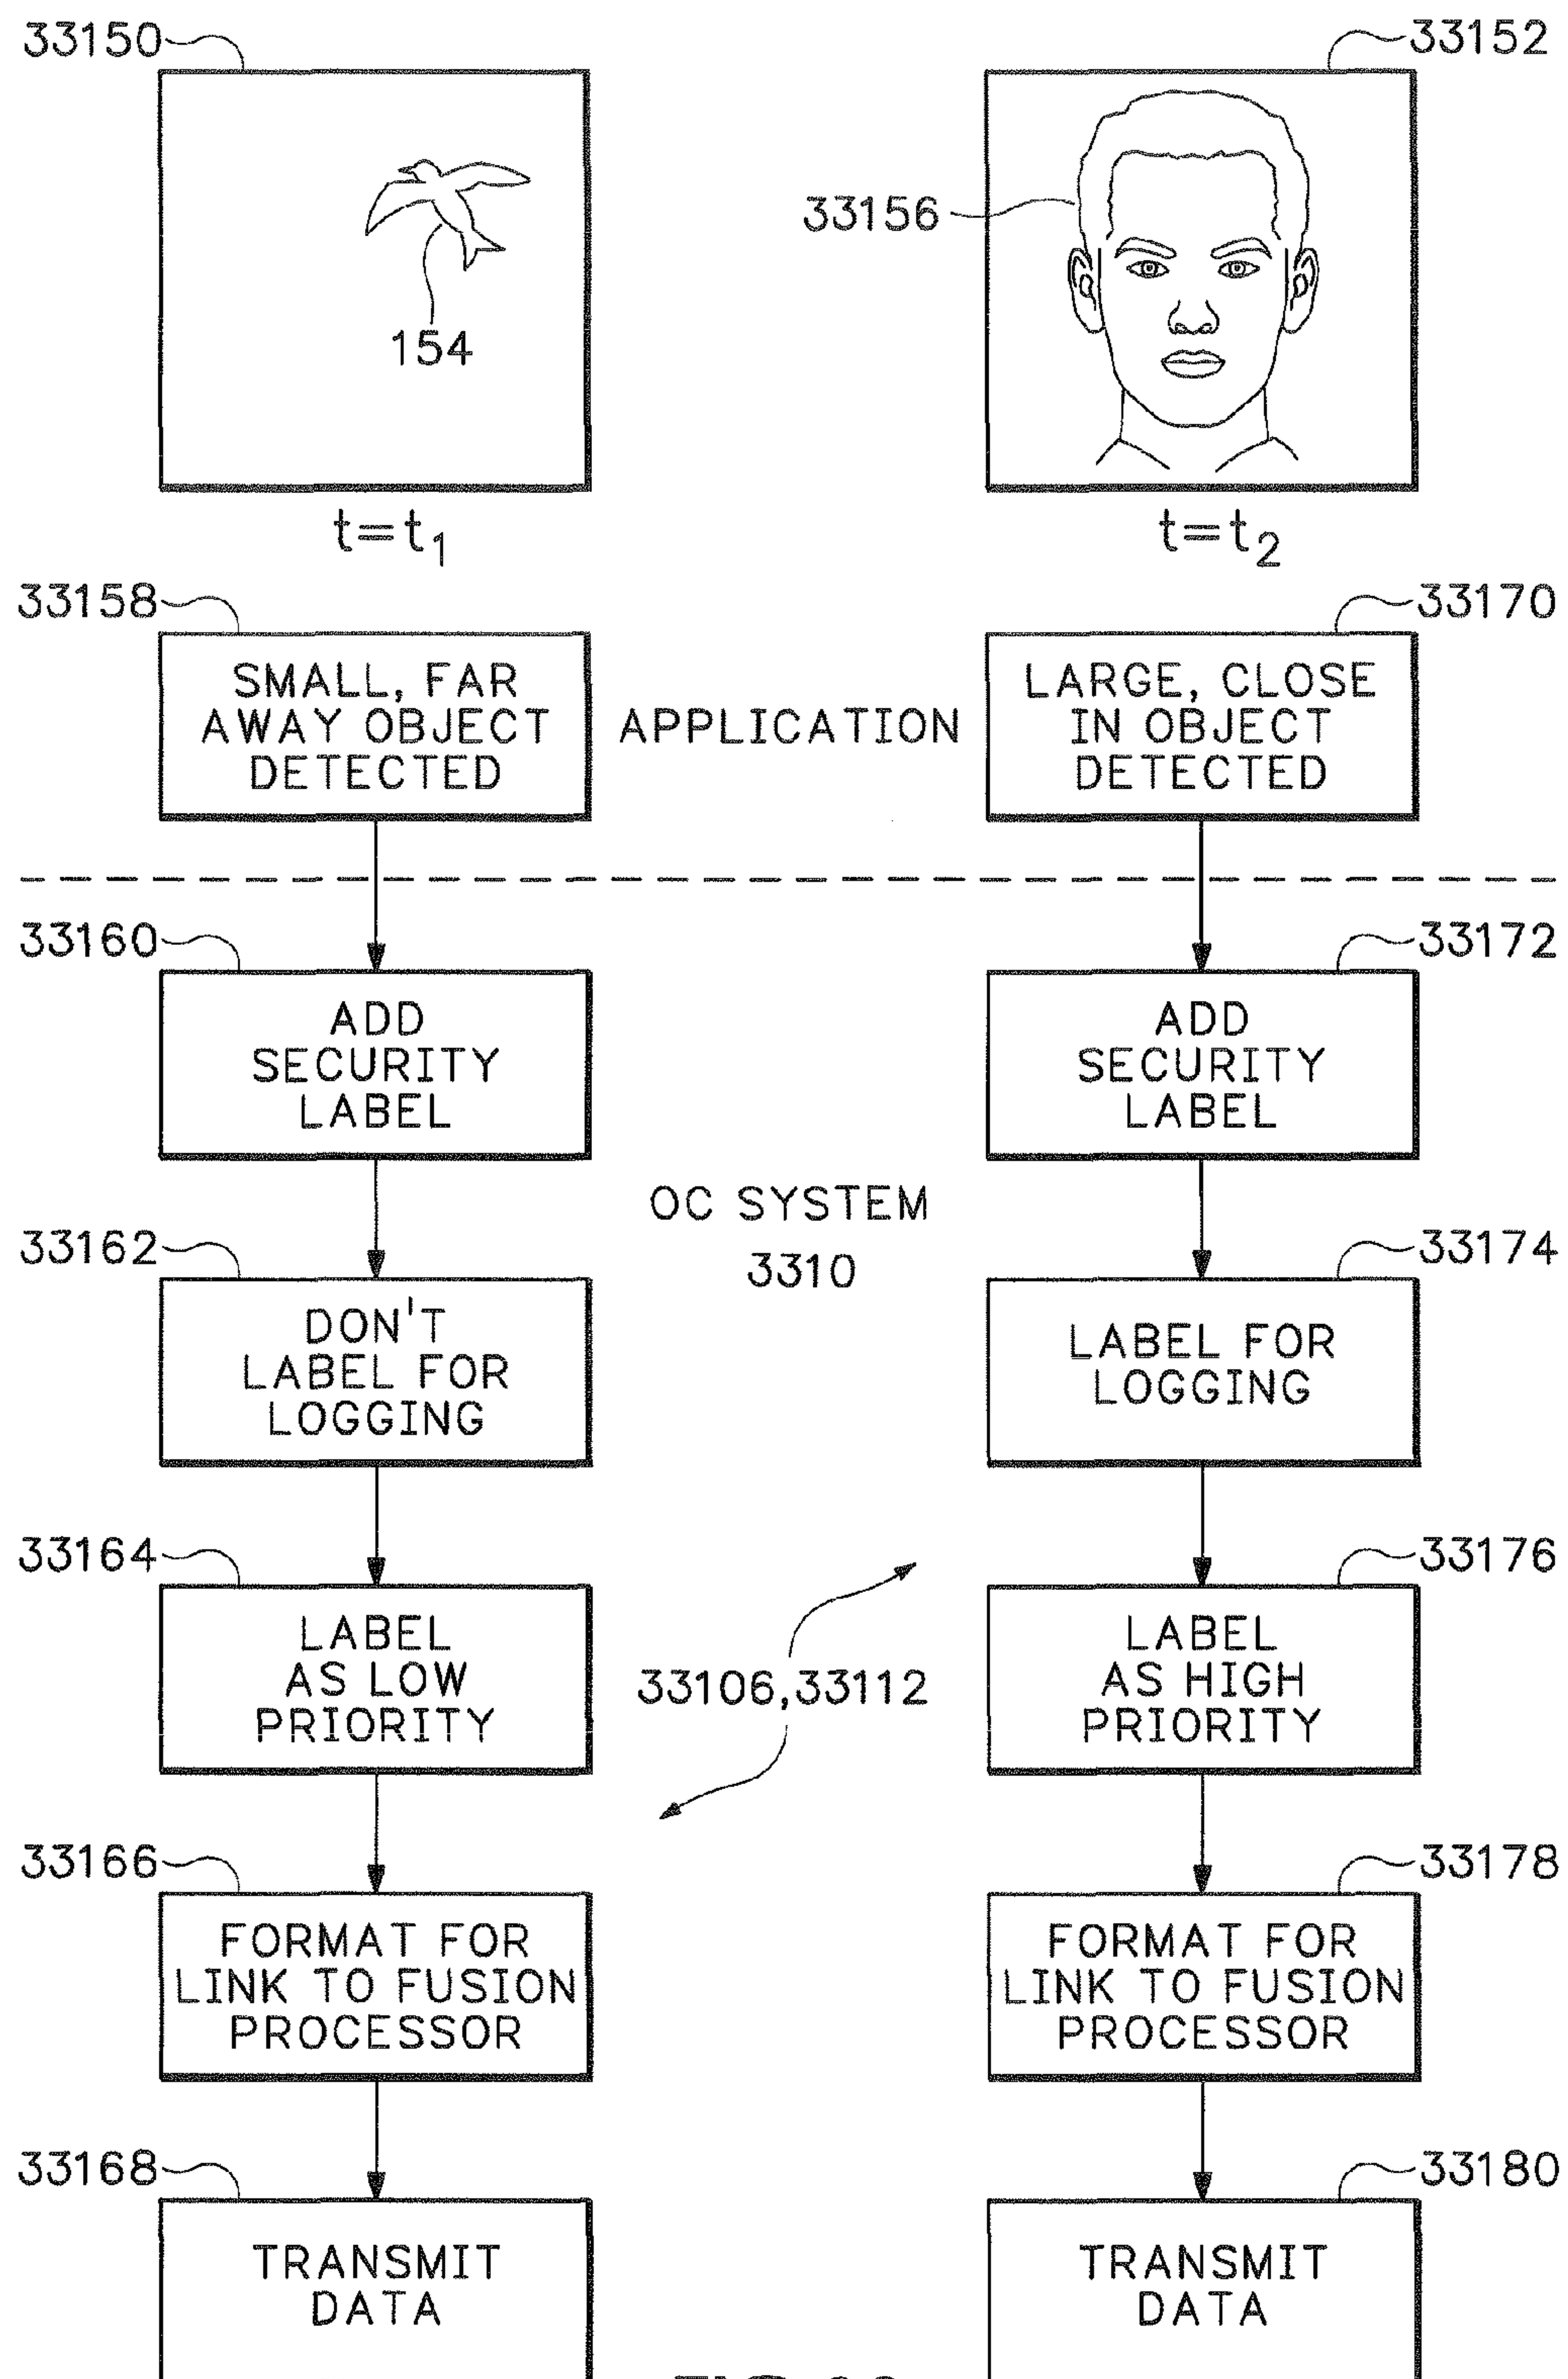 33150
33152
33156
154
t=t1
t=t2
33158
33170
SMALL, FAR
AWAY OBJECT
DETECTED
APPLICATION
LARGE, CLOSE
IN OBJECT
DETECTED
33160
33172
ADD
SECURITY
LABEL
ADD
SECURITY
LABEL
OC SYSTEM
3310
33162
33174
DON'T
LABEL FOR
LOGGING
LABEL FOR
LOGGING
33164
33176
LABEL
AS LOW
PRIORITY
33106,33112
LABEL
AS HIGH
PRIORITY
33166
33178
FORMAT FOR
LINK TO FUSION
PROCESSOR
FORMAT FOR
LINK TO FUSION
PROCESSOR
33168
33180
TRANSMIT
DATA
TRANSMIT
DATA